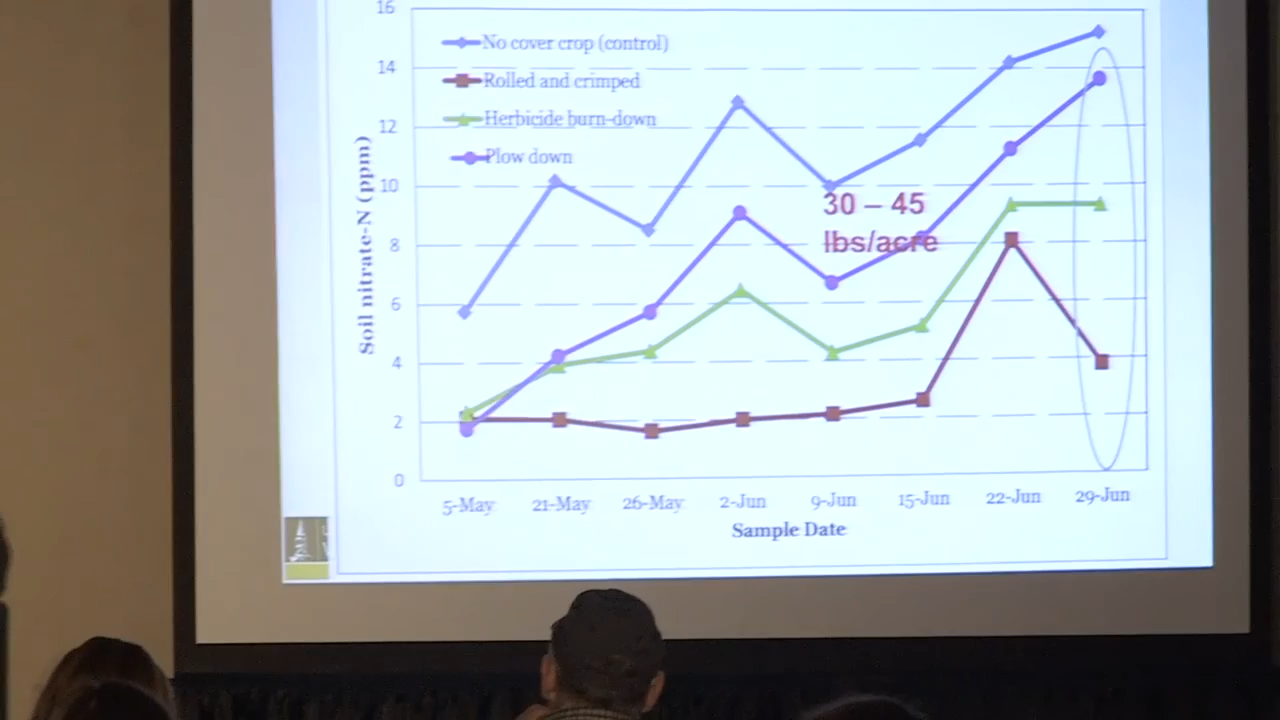 16
No cover crop (control)
14
Rolled and crimped
12
Herbicide burn-down
Plow down
10
30 – 45
lbs/acre
8
6
4
2
0
Soil nitrate-N (ppm)
5-May 21-May 26-May 2-Jun 9-Jun 15-Jun 22-Jun 29-Jun
Sample Date